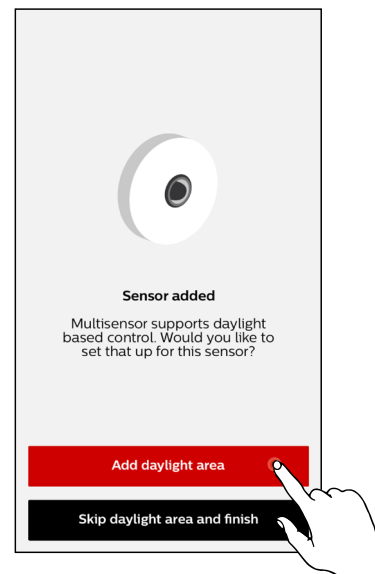 Sensor added
Multisensor supports daylight
based control. Would you like to
set that up for this sensor?
Add daylight area
Skip daylight area and finish